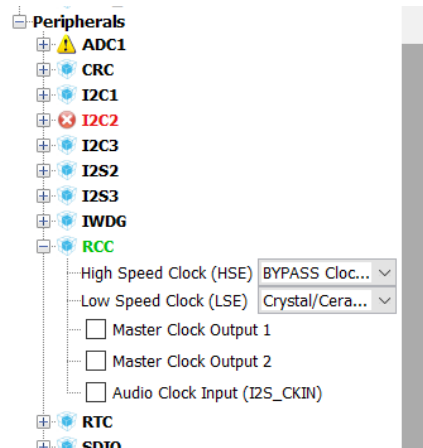 Peripherals
ADC1
CRC
I2C1
I2C2
I2C3
I2S2
I2S3
IWDG
RCC
High Speed Clock (HSE) BYPASS Cloc...
Low Speed Clock (LSE) Crystal/Cera...
Master Clock Output 1
Master Clock Output 2
Audio Clock Input (I2S_CKIN)
RTC
SDIO